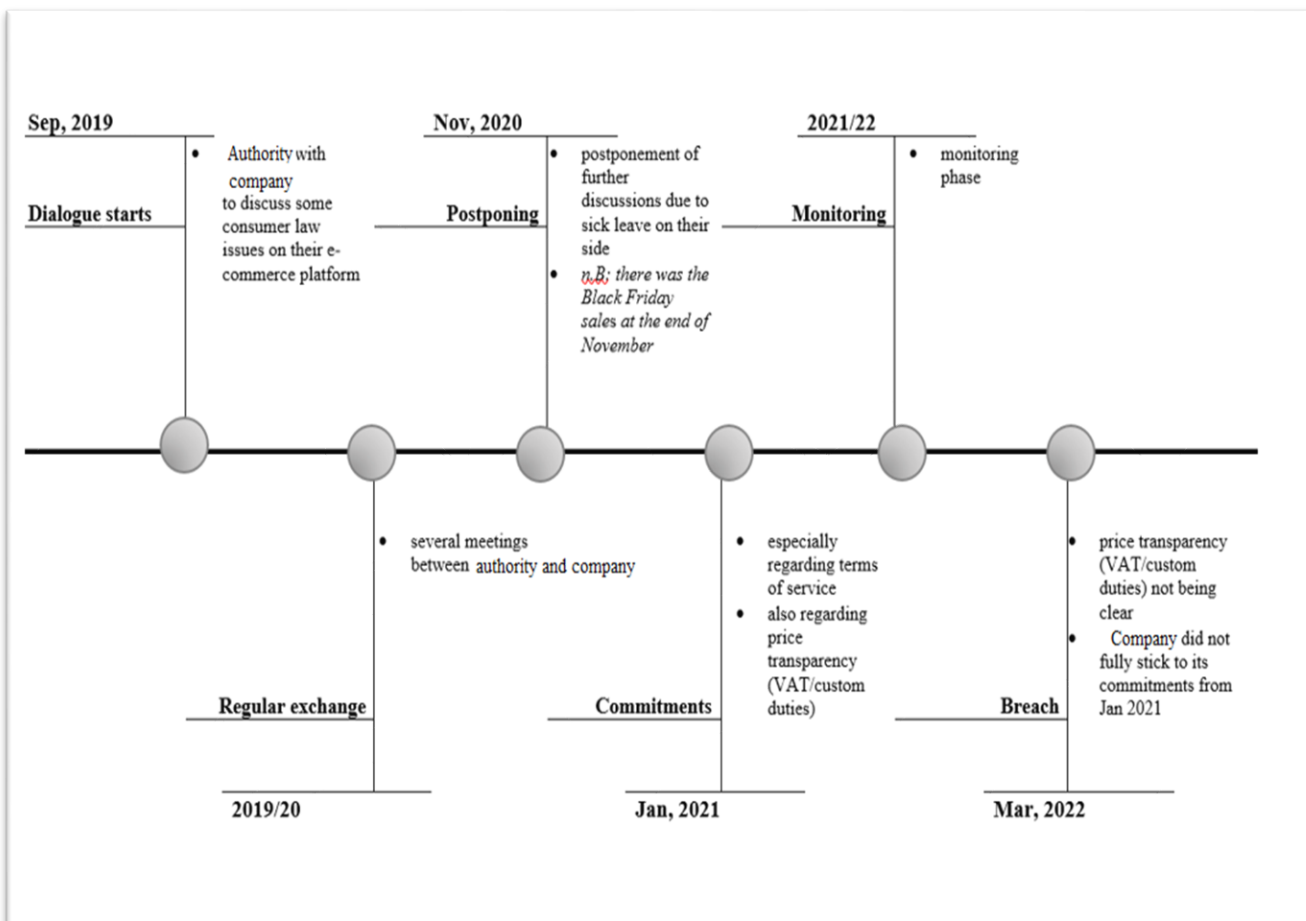 Sep, 2019
Dialogue starts
• Authority with
company
to discuss some
consumer law
issues on their e-
commerce platform
2019/20
Regular exchange
• several meetings
between authority and company
Nov, 2020
Postponing
• postponement of
further
discussions due to
sick leave on their
side
• n.B; there was the
Black Friday
sales at the end of
November
Jan, 2021
Commitments
• especially
regarding terms
of service
• also regarding
price
transparency
(VAT/custom
duties)
2021/22
Monitoring
• monitoring
phase
Mar, 2022
Breach
• price transparency
(VAT/custom
duties) not being
clear
• Company did not
fully stick to its
commitments from
Jan 2021